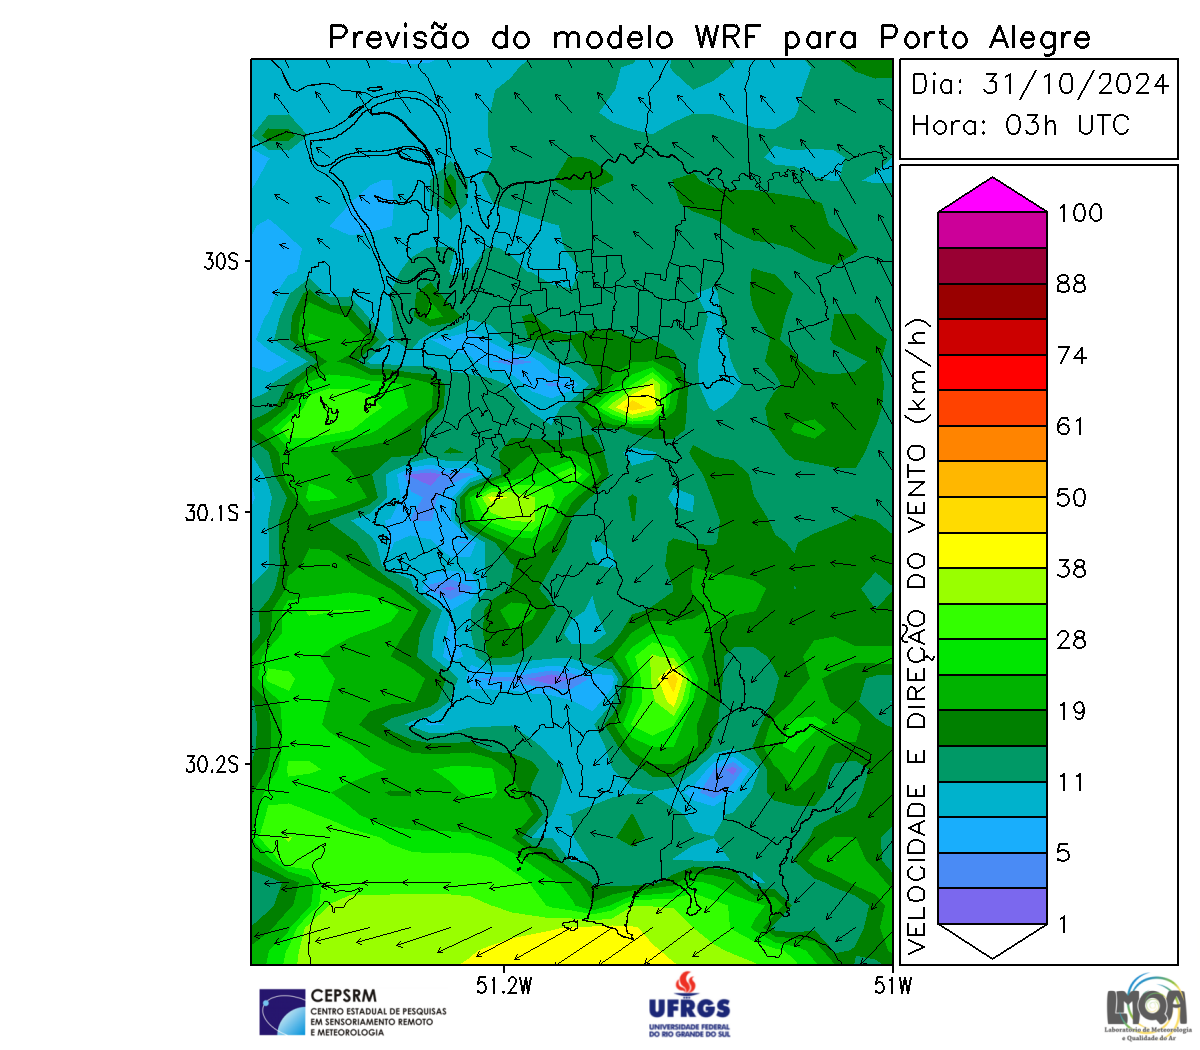 Previsão do modelo WRF para Porto Alegre
Dia: 31/10/2024
Hora: 03h UTC
100
88
74
61
50
38
28
19
11
5
1
VELOCIDADE E DIREÇÃO DO VENTO (km/h)
30S
30.1S
30.2S
51.2W
51W
CEPSRM
CENTRO ESTADUAL DE PESQUISAS
EM SENSORIAMENTO REMOTO
E METEOROLOGIA
UFRGS
UNIVERSIDADE FEDERAL
DO RIO GRANDE DO SUL
LMQA
Laboratório de Meteorologia
e Qualidade do Ar